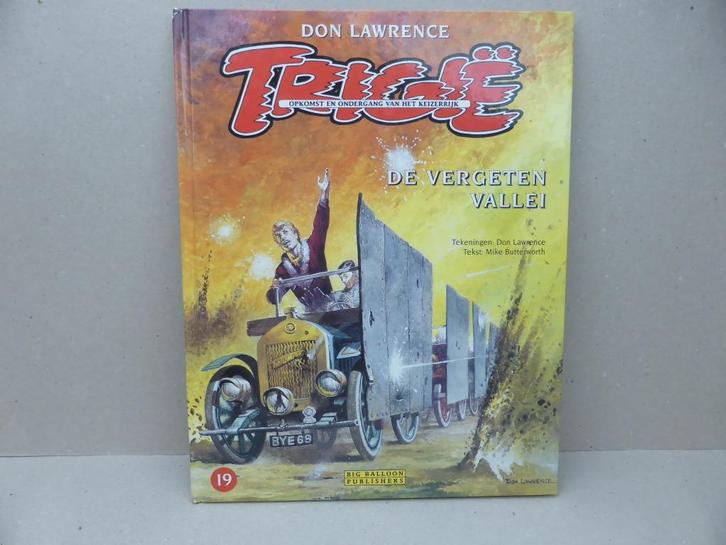 DON LAWRENCE
TRIGIË
OPKOMST EN ONDERGANG VAN HET KEIZERRIJK
DE VERGETEN
VALLEI
Tekeningen: Don Lawrence
Tekst: Mike Butterworth
BYE 69
19
BIG BALLOON
PUBLISHERS
DON LAWRENCE